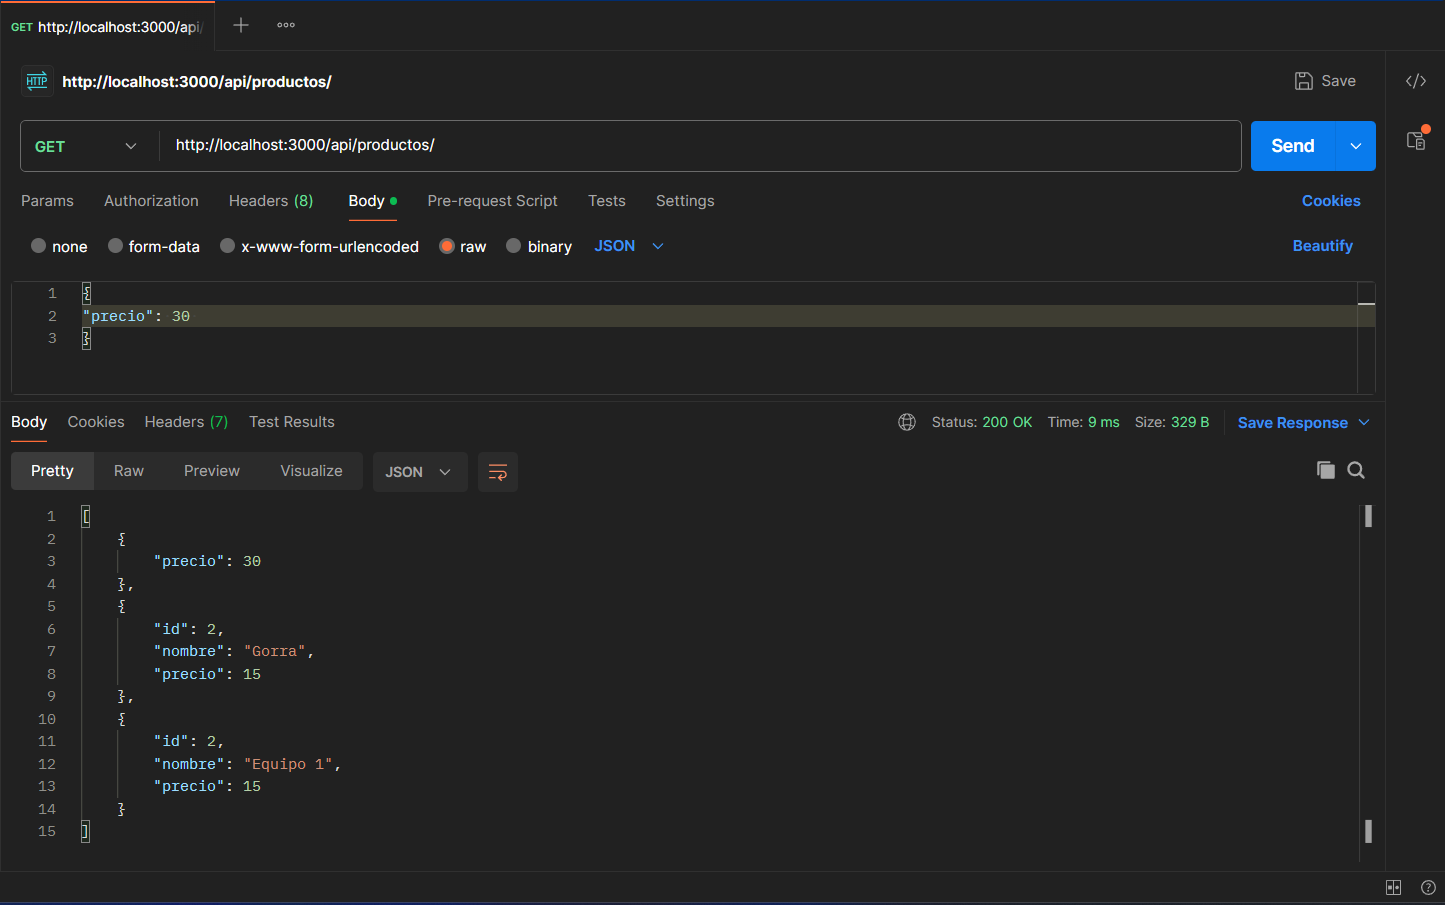 GET http://localhost:3000/api/
HTTP http://localhost:3000/api/productos/
Save
GET http://localhost:3000/api/productos/
Send
Params Authorization Headers (8) Body Pre-request Script Tests Settings Cookies
none form-data x-www-form-urlencoded raw binary JSON Beautify
1 {
2 "precio": 30
3 }
Body Cookies Headers (7) Test Results Status: 200 OK Time: 9 ms Size: 329 B Save Response
Pretty Raw Preview Visualize JSON
1 [
2 {
3 "precio": 30
4 },
5 {
6 "id": 2,
7 "nombre": "Gorra",
8 "precio": 15
9 },
10 {
11 "id": 2,
12 "nombre": "Equipo 1",
13 "precio": 15
14 }
15 ]